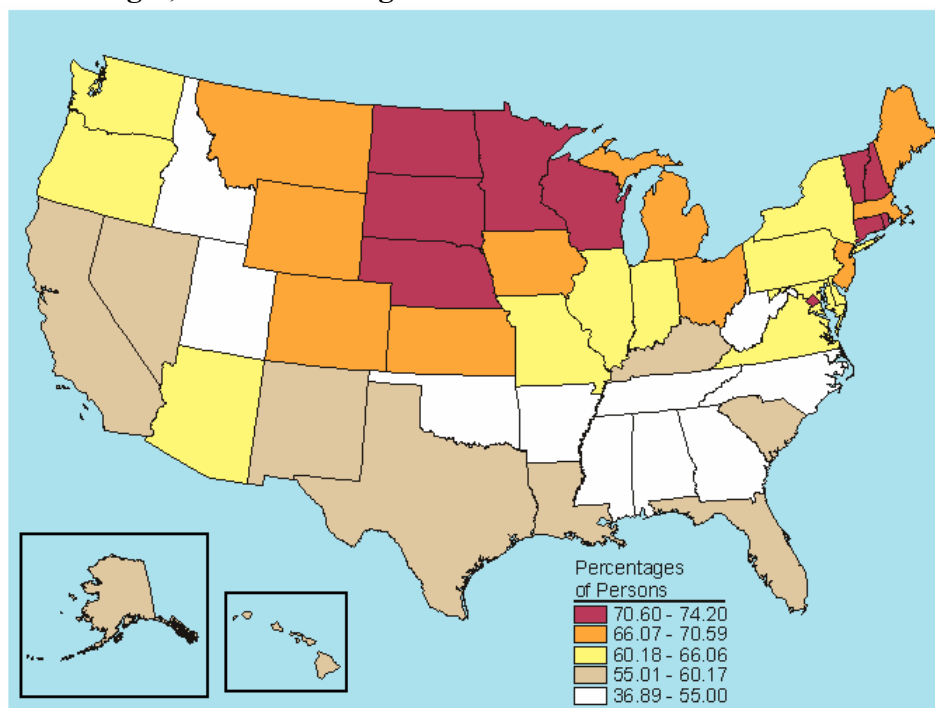 Percentages
of Persons
70.60 - 74.20
66.07 - 70.59
60.18 - 66.06
55.01 - 60.17
36.89 - 55.00